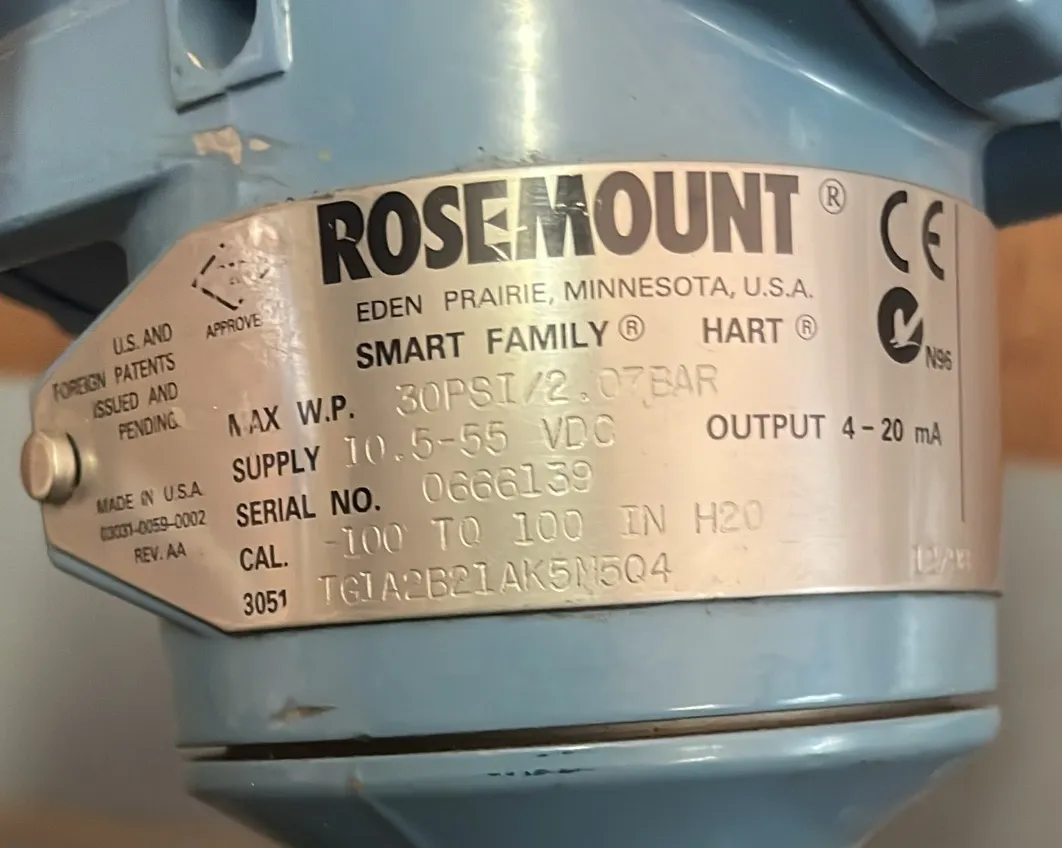 ROSEMOUNT ®
CE
EDEN PRAIRIE, MINNESOTA, U.S.A.
SMART FAMILY ® HART ®
N96
APPROVE
U.S. AND
FOREIGN PATENTS
ISSUED AND
PENDING
MADE IN U.S.A.
03031-0059-0002
REV. AA
MAX W.P. 30PSI/2.07BAR
SUPPLY 10.5-55 VDC OUTPUT 4-20 mA
SERIAL NO. 0666139
CAL. -100 TO 100 IN H2O
3051 TG1A2B21AK5M5Q4